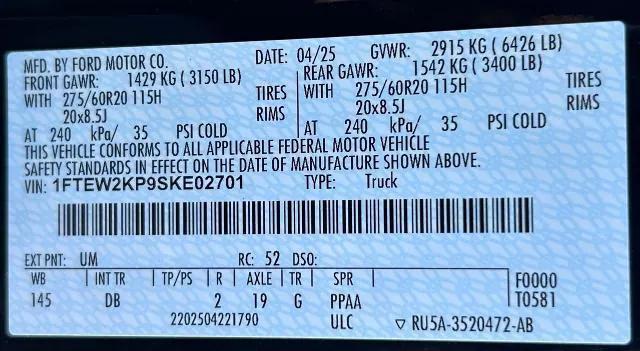 MFD. BY FORD MOTOR CO. DATE: 04/25 GVWR: 2915 KG ( 6426 LB)
FRONT GAWR: 1429 KG ( 3150 LB) REAR GAWR: 1542 KG ( 3400 LB)
WITH 275/60R20 115H TIRES WITH 275/60R20 115H TIRES
20x8.5J RIMS 20x8.5J RIMS
AT 240 kPa/ 35 PSI COLD AT 240 kPa/ 35 PSI COLD
THIS VEHICLE CONFORMS TO ALL APPLICABLE FEDERAL MOTOR VEHICLE
SAFETY STANDARDS IN EFFECT ON THE DATE OF MANUFACTURE SHOWN ABOVE.
VIN: 1FTEW2KP9SKE02701 TYPE: Truck
EXT PNT: UM RC: 52 DSO:
WB INT TR TP/PS R AXLE TR SPR F0000
145 DB 2 19 G PPAA T0581
2202504221790 ULC ▽ RU5A-3520472-AB